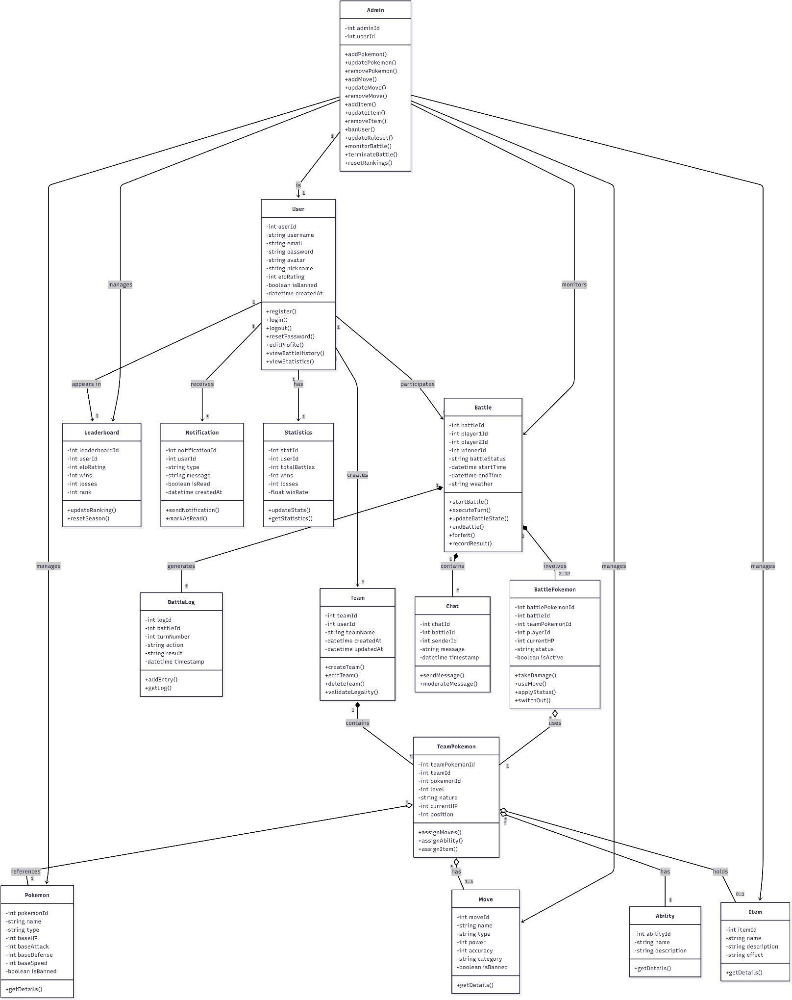 Admin
-int adminId
-int userId
+addPokemon()
+updatePokemon()
+removePokemon()
+addMove()
+updateMove()
+removeMove()
+addItem()
+updateItem()
+removeItem()
+banUser()
+updateRuleset()
+monitorBattle()
+terminateBattle()
+resetRankings()
1
is
1
User
-int userId
-string username
-string email
-string password
-string avatar
-string nickname
-int eloRating
-boolean isBanned
-datetime createdAt
+register()
+login()
+logout()
+resetPassword()
+editProfile()
+viewBattleHistory()
+viewStatistics()
manages
monitors
1
1
1
1
appears in
receives
has
participates
1
*
1
Leaderboard
-int leaderboardId
-int userId
-int eloRating
-int wins
-int losses
-int rank
+updateRanking()
+resetSeason()
Notification
-int notificationId
-int userId
-string type
-string message
-boolean isRead
-datetime createdAt
+sendNotification()
+markAsRead()
Statistics
-int statId
-int userId
-int totalBattles
-int wins
-int losses
-float winRate
+updateStats()
+getStatistics()
creates
Battle
-int battleId
-int player1Id
-int player2Id
-int winnerId
-string battleStatus
-datetime startTime
-datetime endTime
-string weather
+startBattle()
+executeTurn()
+updateBattleState()
+endBattle()
+forfeit()
+recordResult()
1
1
1
manages
generates
contains
involves
manages
manages
*
*
*
2..12
BattleLog
-int logId
-int battleId
-int turnNumber
-string action
-string result
-datetime timestamp
+addEntry()
+getLog()
Team
-int teamId
-int userId
-string teamName
-datetime createdAt
-datetime updatedAt
+createTeam()
+editTeam()
+deleteTeam()
+validateLegality()
Chat
-int chatId
-int battleId
-int senderId
-string message
-datetime timestamp
+sendMessage()
+moderateMessage()
BattlePokemon
-int battlePokemonId
-int battleId
-int teamPokemonId
-int playerId
-int currentHP
-string status
-boolean isActive
+takeDamage()
+useMove()
+applyStatus()
+switchOut()
1
*
contains
uses
1
TeamPokemon
-int teamPokemonId
-int teamId
-int pokemonId
-int level
-string nature
-int currentHP
-int position
+assignMoves()
+assignAbility()
+assignItem()
*
*
*
*
references
has
has
holds
1
1..4
1
0..1
Pokemon
-int pokemonId
-string name
-string type
-int baseHP
-int baseAttack
-int baseDefense
-int baseSpeed
-boolean isBanned
+getDetails()
Move
-int moveId
-string name
-string type
-int power
-int accuracy
-string category
-boolean isBanned
+getDetails()
Ability
-int abilityId
-string name
-string description
+getDetails()
Item
-int itemId
-string name
-string description
-string effect
+getDetails()